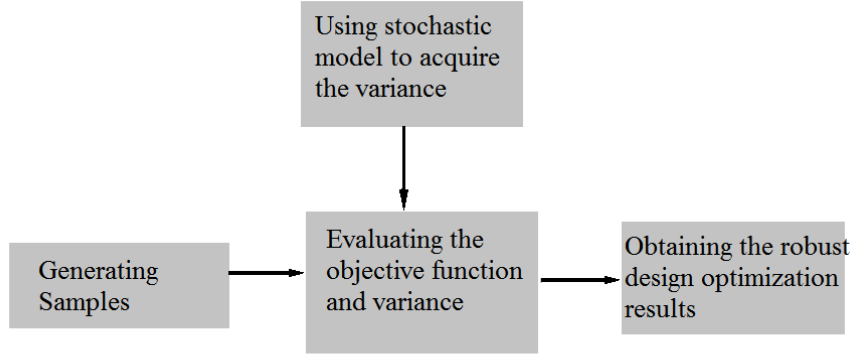 Using stochastic
model to acquire
the variance
Generating
Samples
Evaluating the
objective function
and variance
Obtaining the robust
design optimization
results